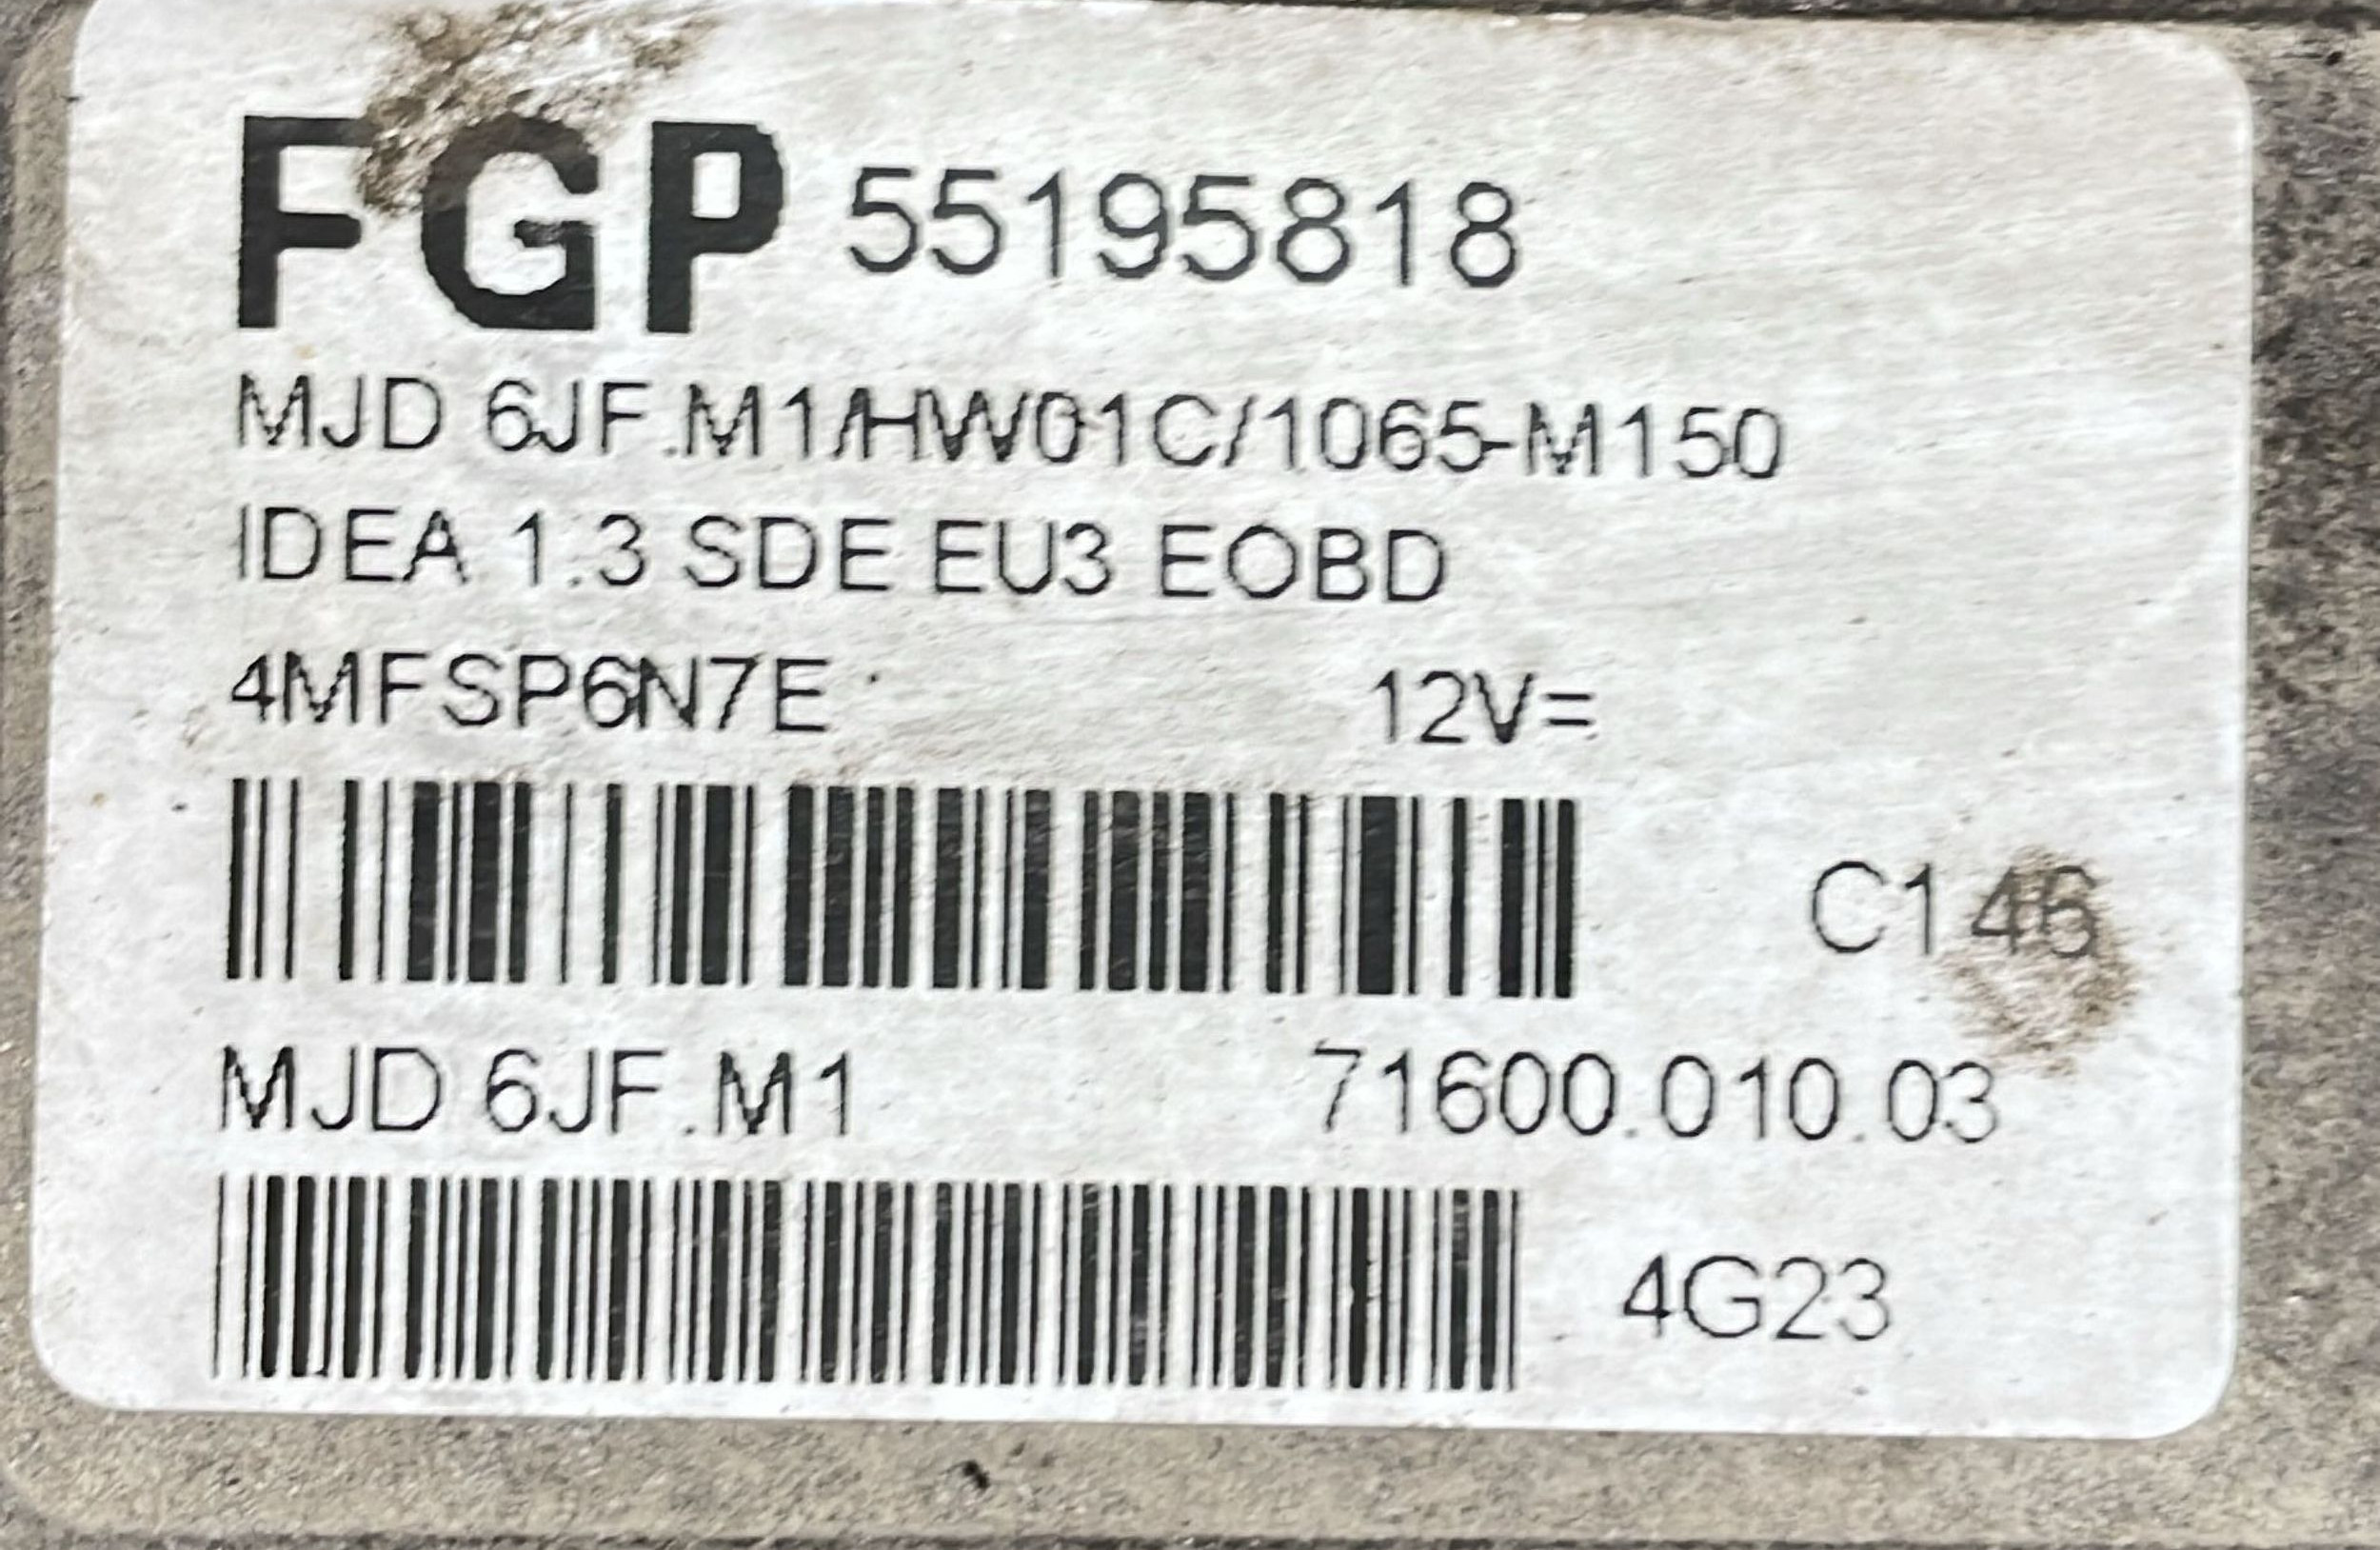 FGP 55195818
MJD 6JF.M1/HW01C/1065-M150
IDEA 1.3 SDE EU3 EOBD
4MFSP6N7E 12V=
C146
MJD 6JF.M1 71600.010.03
4G23